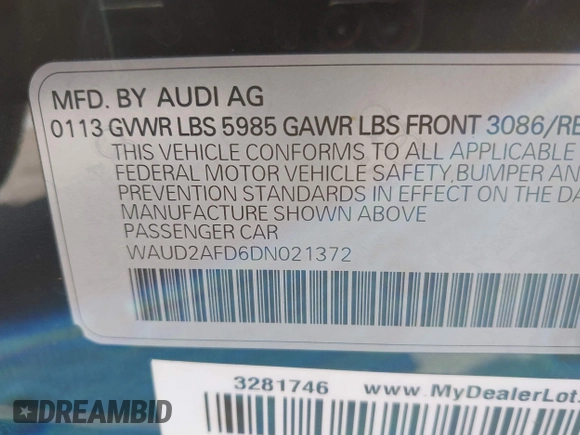 MFD. BY AUDI AG
0113 GVWR LBS 5985 GAWR LBS FRONT 3086/RE
THIS VEHICLE CONFORMS TO ALL APPLICABLE
FEDERAL MOTOR VEHICLE SAFETY, BUMPER AN
PREVENTION STANDARDS IN EFFECT ON THE DA
MANUFACTURE SHOWN ABOVE
PASSENGER CAR
WAUD2AFD6DN021372
3281746 www.MyDealerLot.
DREAMBID